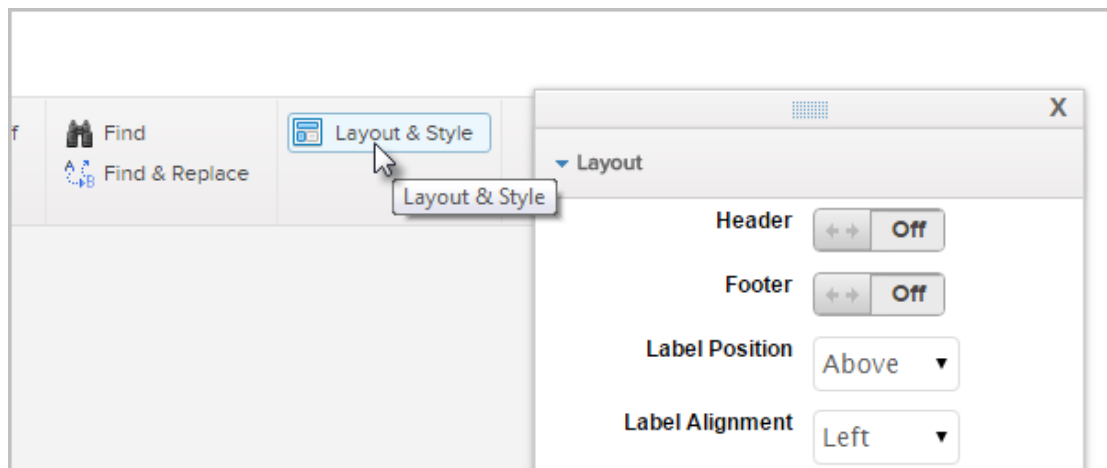 f
Find
Find & Replace
Layout & Style
Layout & Style
X
Layout
Header Off
Footer Off
Label Position Above
Label Alignment Left